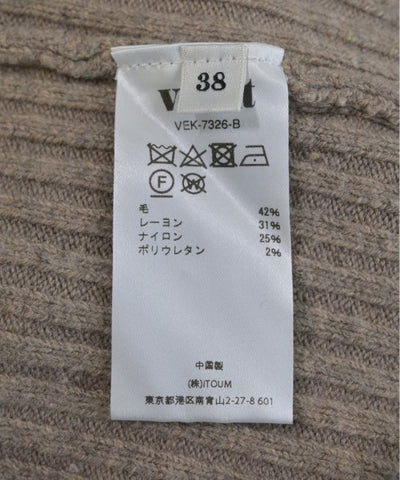 38
VEK-7326-B
F W
毛 42%
レーヨン 31%
ナイロン 25%
ポリウレタン 2%
中国製
(株)ITOUM
東京都港区南青山2-27-8 601